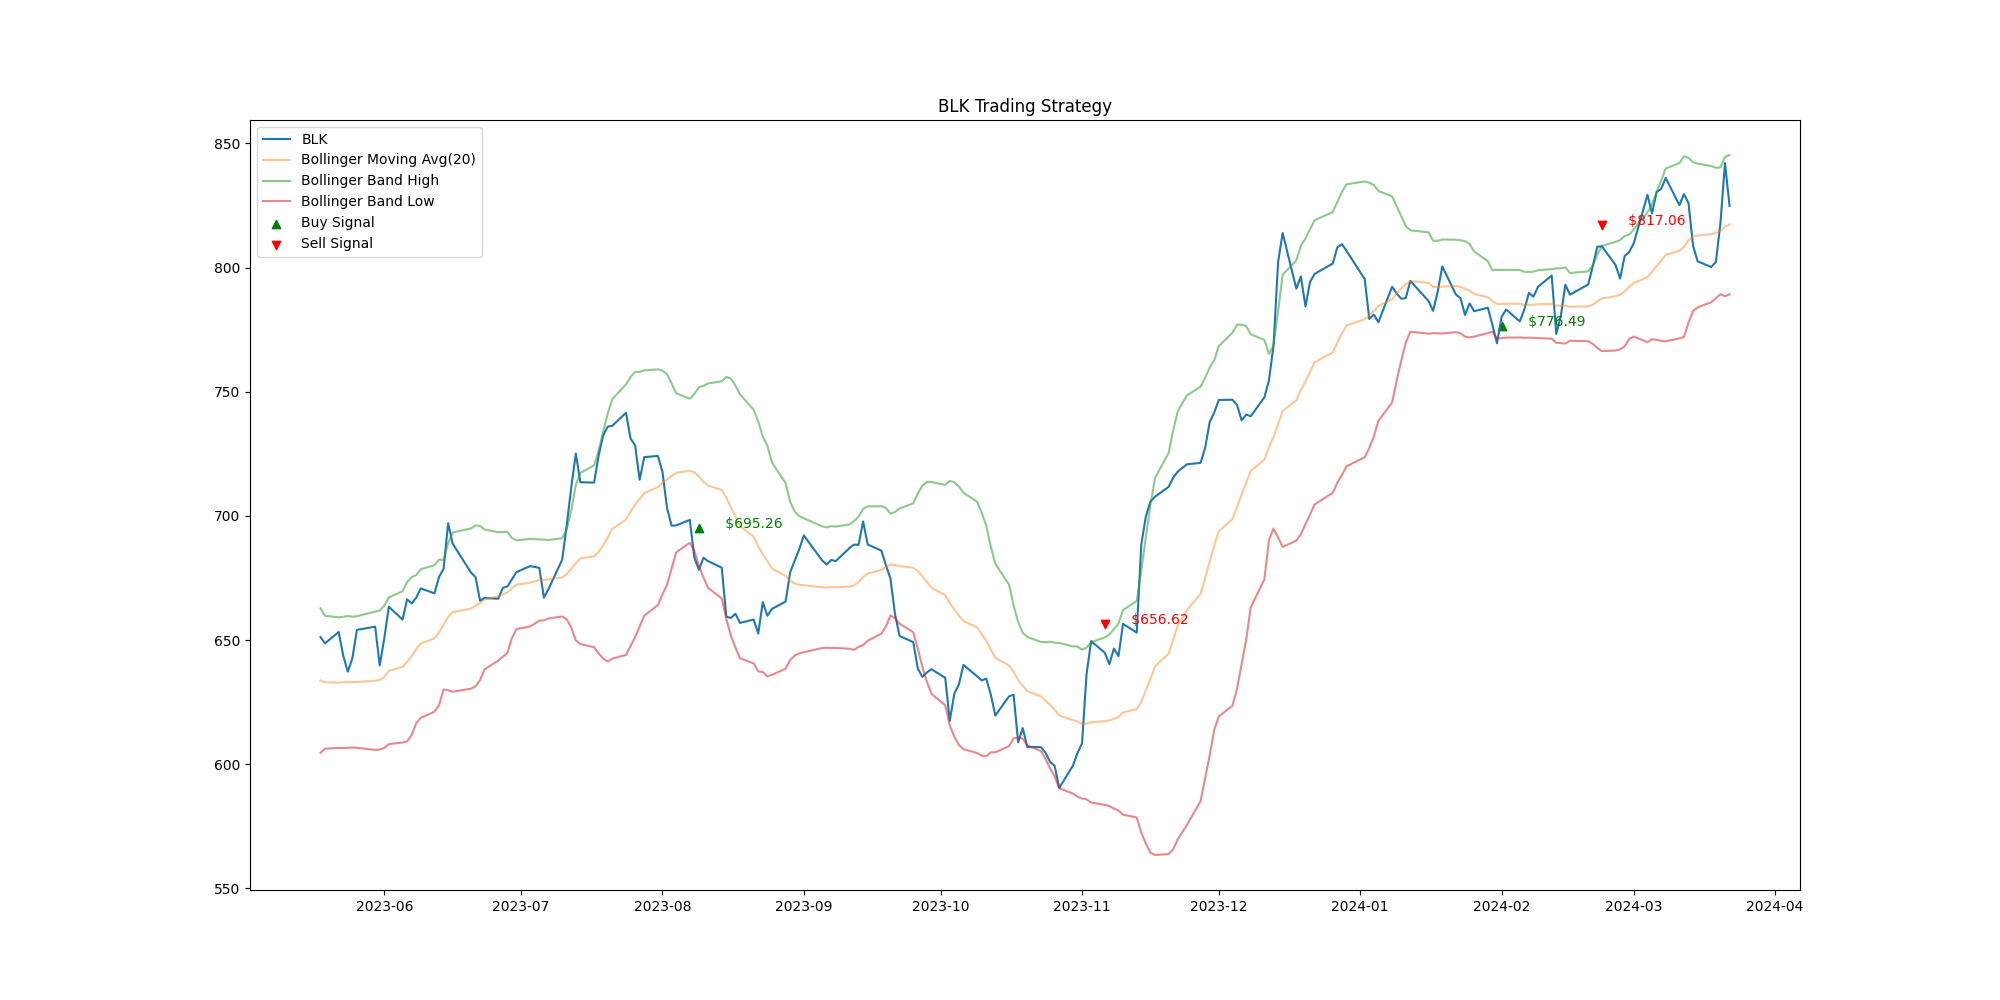 BLK Trading Strategy
BLK
Bollinger Moving Avg(20)
Bollinger Band High
Bollinger Band Low
Buy Signal
Sell Signal
850
800
750
700
650
600
550
$817.06
$776.49
$695.26
$656.62
2023-06 2023-07 2023-08 2023-09 2023-10 2023-11 2023-12 2024-01 2024-02 2024-03 2024-04